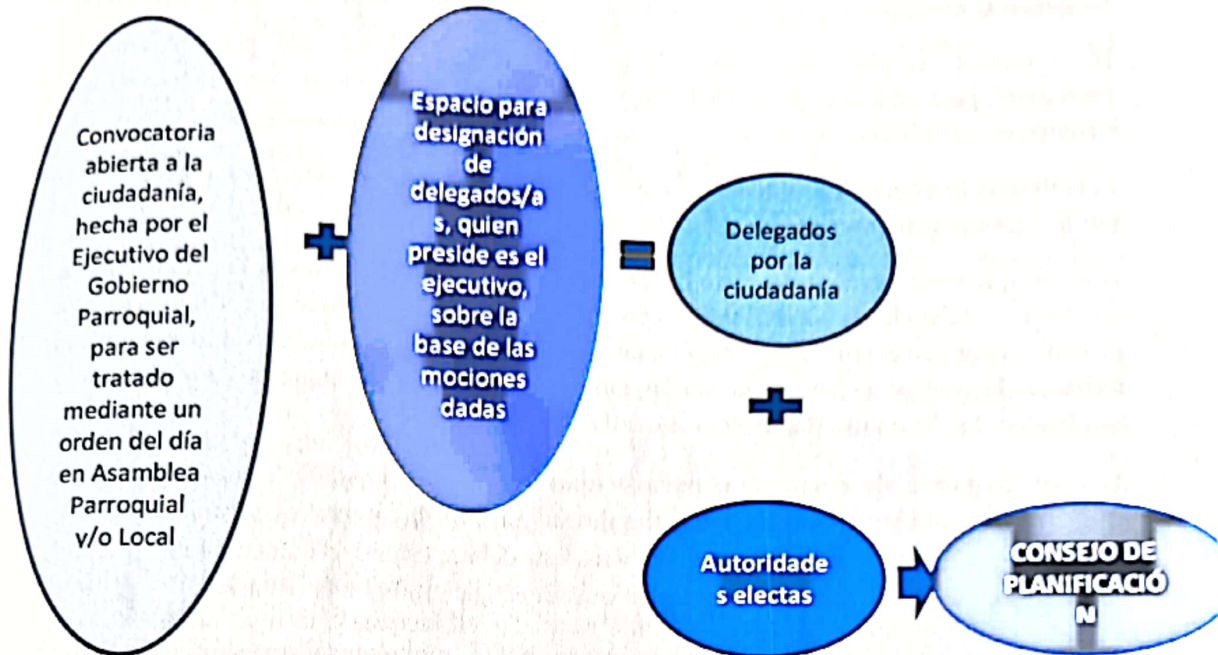 Convocatoria
abierta a la
ciudadanía,
hecha por el
Ejecutivo del
Gobierno
Parroquial,
para ser
tratado
mediante un
orden del día
en Asamblea
Parroquial
y/o Local
+
Espacio para
designación
de
delegados/a
s, quien
preside es el
ejecutivo,
sobre la
base de las
mociones
dadas
=
Delegados
por la
ciudadanía
+
Autoridade
s electas
CONSEJO DE
PLANIFICACIÓ
N